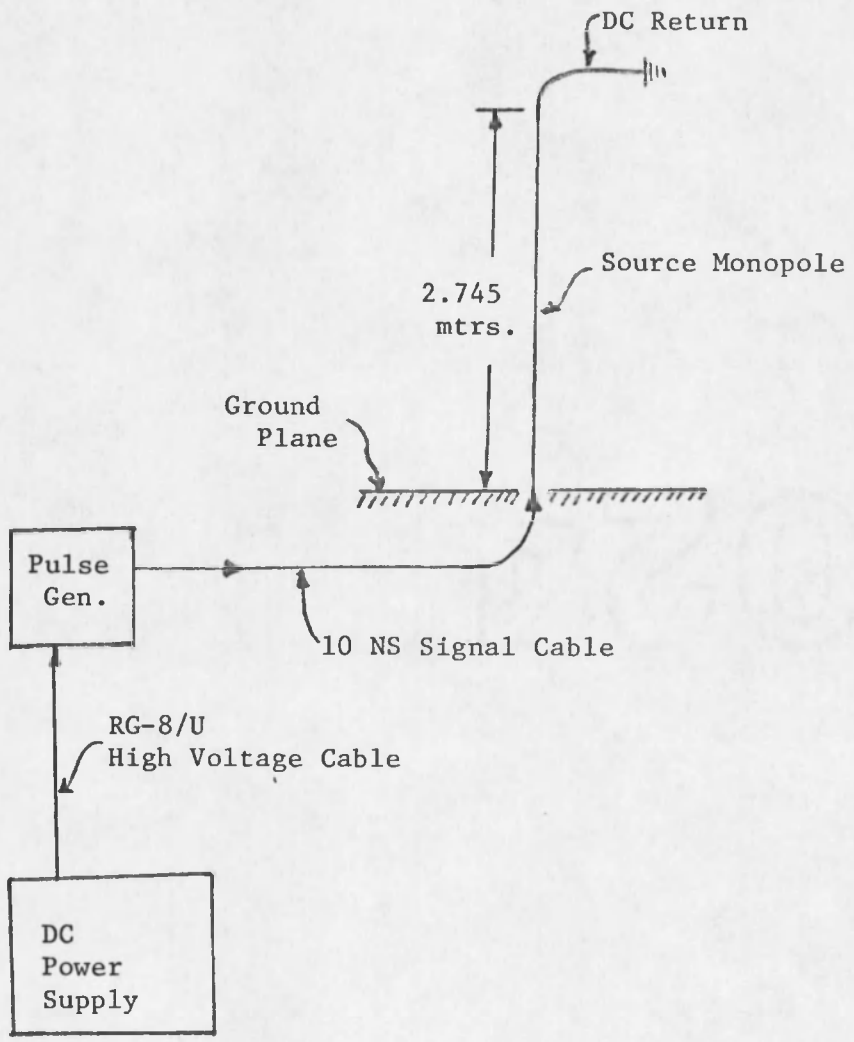 DC Return
Source Monopole
2.745
mtrs.
Ground
Plane
Pulse
Gen.
10 NS Signal Cable
RG-8/U
High Voltage Cable
DC
Power
Supply